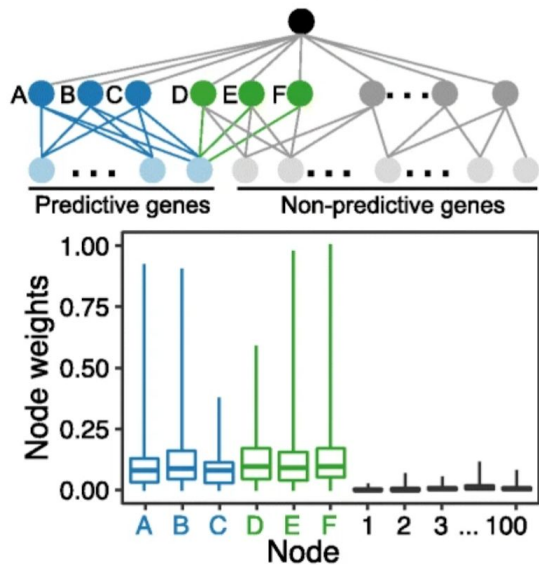 A B C D E F
Predictive genes Non-predictive genes
Node weights
1.00
0.75
0.50
0.25
0.00
A B C D E F 1 2 3 ... 100
Node